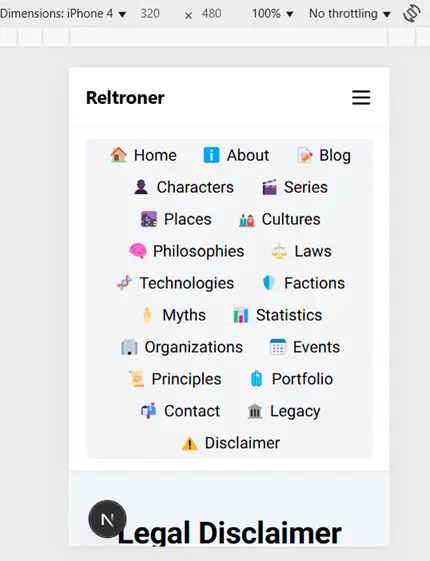 Dimensions: iPhone 4 ▼ 320 × 480 100% ▼ No throttling ▼
Reltroner
Home About Blog
Characters Series
Places Cultures
Philosophies Laws
Technologies Factions
Myths Statistics
Organizations Events
Principles Portfolio
Contact Legacy
Disclaimer
N
Legal Disclaimer